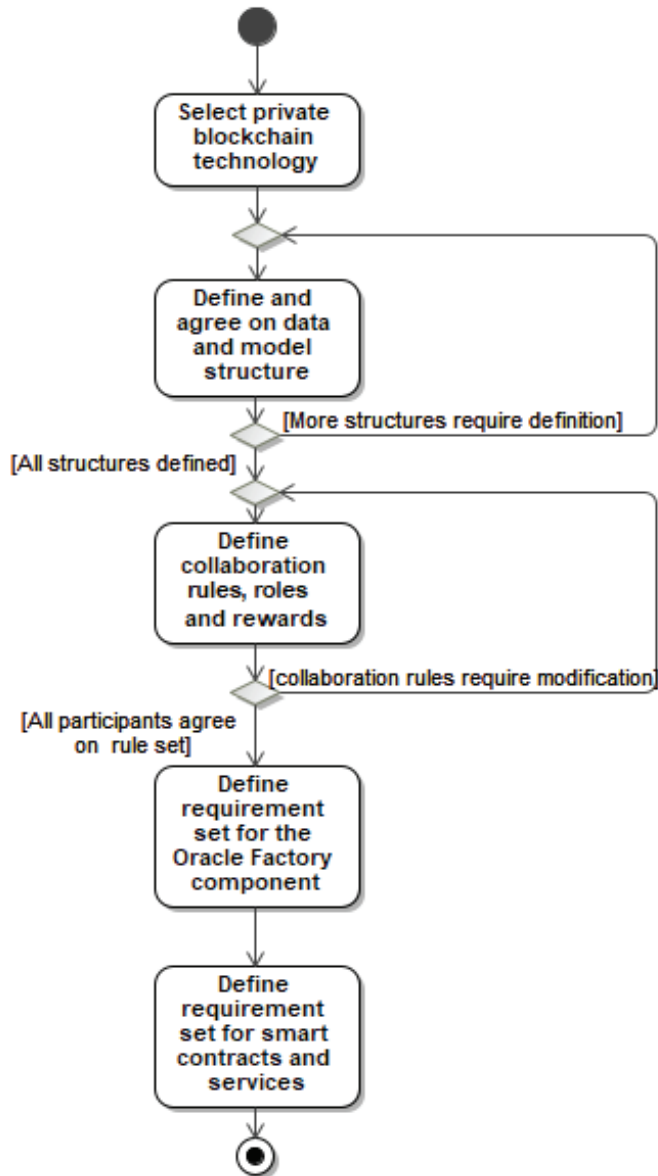 Select private
blockchain
technology
Define and
agree on data
and model
structure
[More structures require definition]
[All structures defined]
Define
collaboration
rules, roles
and rewards
[collaboration rules require modification]
[All participants agree
on rule set]
Define
requirement
set for the
Oracle Factory
component
Define
requirement
set for smart
contracts and
services